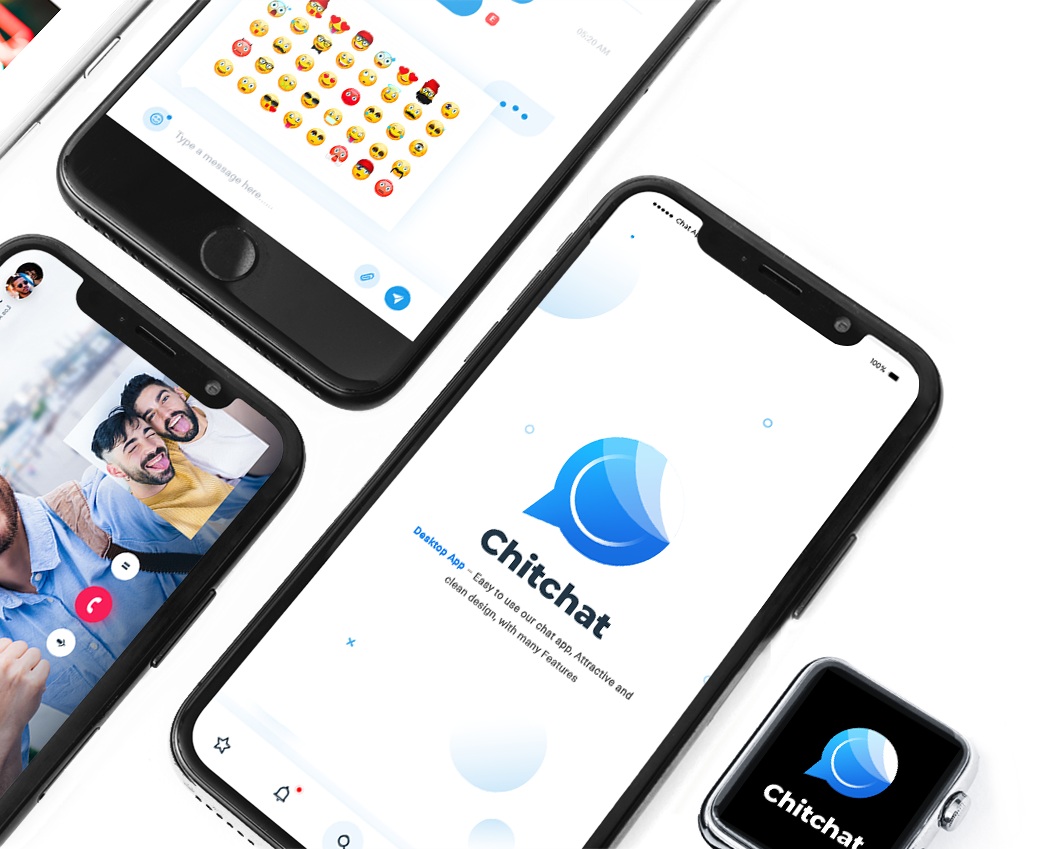 05:20 AM
Type a message here.....
Chat A
100%
Chitchat
Desktop App – Easy to use our chat app, Attractive and
clean design, with many Features
Chitchat